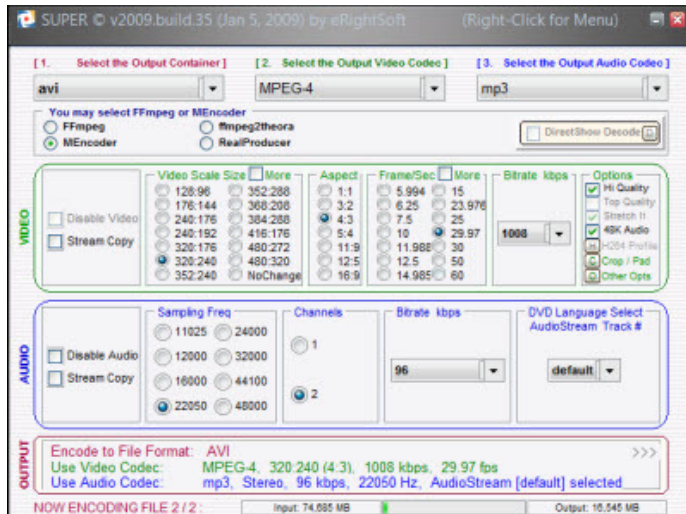 SUPER © v2009.build.35 (Jan 5, 2009) by eRightSoft (Right-Click for Menu)
[1. Select the Output Container] [2. Select the Output Video Codec] [3. Select the Output Audio Codec]
avi MPEG-4 mp3
You may select FFmpeg or MEncoder
FFmpeg ffmpeg2theora
MEncoder RealProducer
DirectShow Decode D
VIDEO
Disable Video
Stream Copy
Video Scale Size More
128:96 352:288
176:144 368:208
240:176 384:288
240:192 416:176
320:176 480:272
320:240 480:320
352:240 NoChange
Aspect
1:1
3:2
4:3
5:4
11:9
12:5
16:9
Frame/Sec More
5.994 15
6.25 23.976
7.5 25
10 29.97
11.988 30
12.5 50
14.985 60
Bitrate kbps
1008
Options
Hi Quality
Top Quality
Stretch It
48K Audio
H H264 Profile
C Crop / Pad
O Other Opts
AUDIO
Disable Audio
Stream Copy
Sampling Freq
11025 24000
12000 32000
16000 44100
22050 48000
Channels
1
2
Bitrate kbps
96
DVD Language Select
AudioStream Track #
default
OUTPUT
Encode to File Format: AVI >>>
Use Video Codec: MPEG-4, 320:240 (4:3), 1008 kbps, 29.97 fps
Use Audio Codec: mp3, Stereo, 96 kbps, 22050 Hz, AudioStream [default] selected
NOW ENCODING FILE 2 / 2 : Input: 74.685 MB Output: 16.545 MB